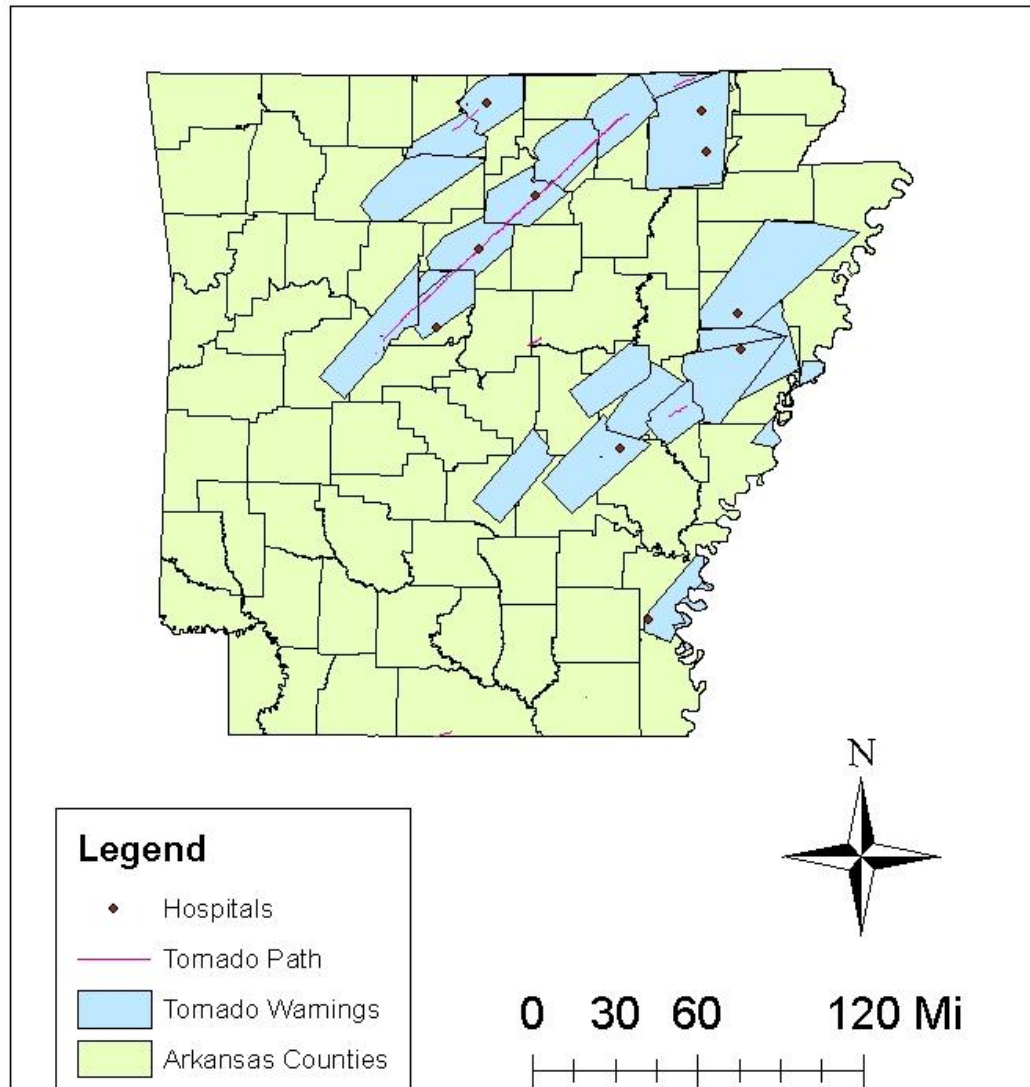 N
Legend
Hospitals
Tornado Path
Tornado Warnings
Arkansas Counties
0 30 60 120 Mi